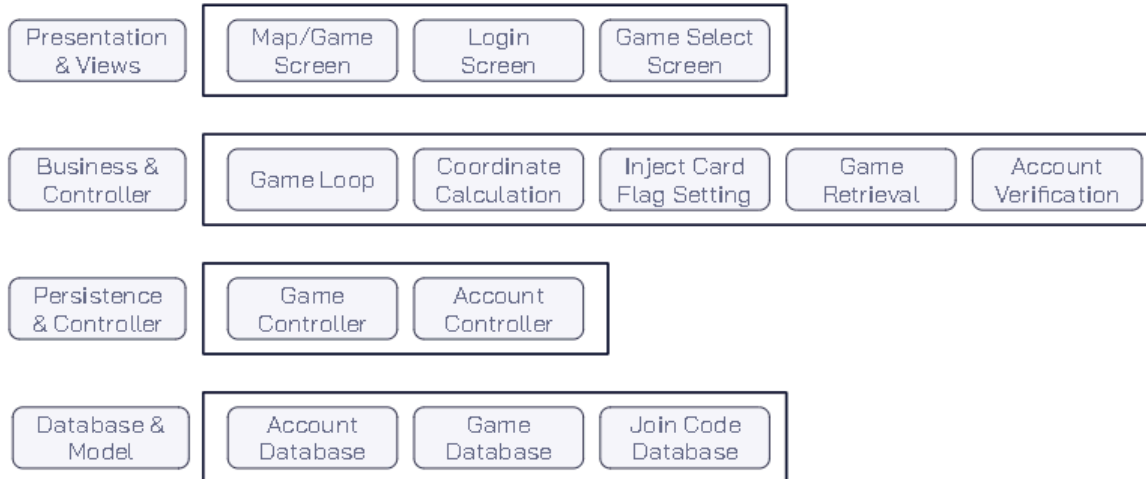 Presentation
& Views
Map/Game
Screen
Login
Screen
Game Select
Screen
Business &
Controller
Game Loop
Coordinate
Calculation
Inject Card
Flag Setting
Game
Retrieval
Account
Verification
Persistence
& Controller
Game
Controller
Account
Controller
Database &
Model
Account
Database
Game
Database
Join Code
Database